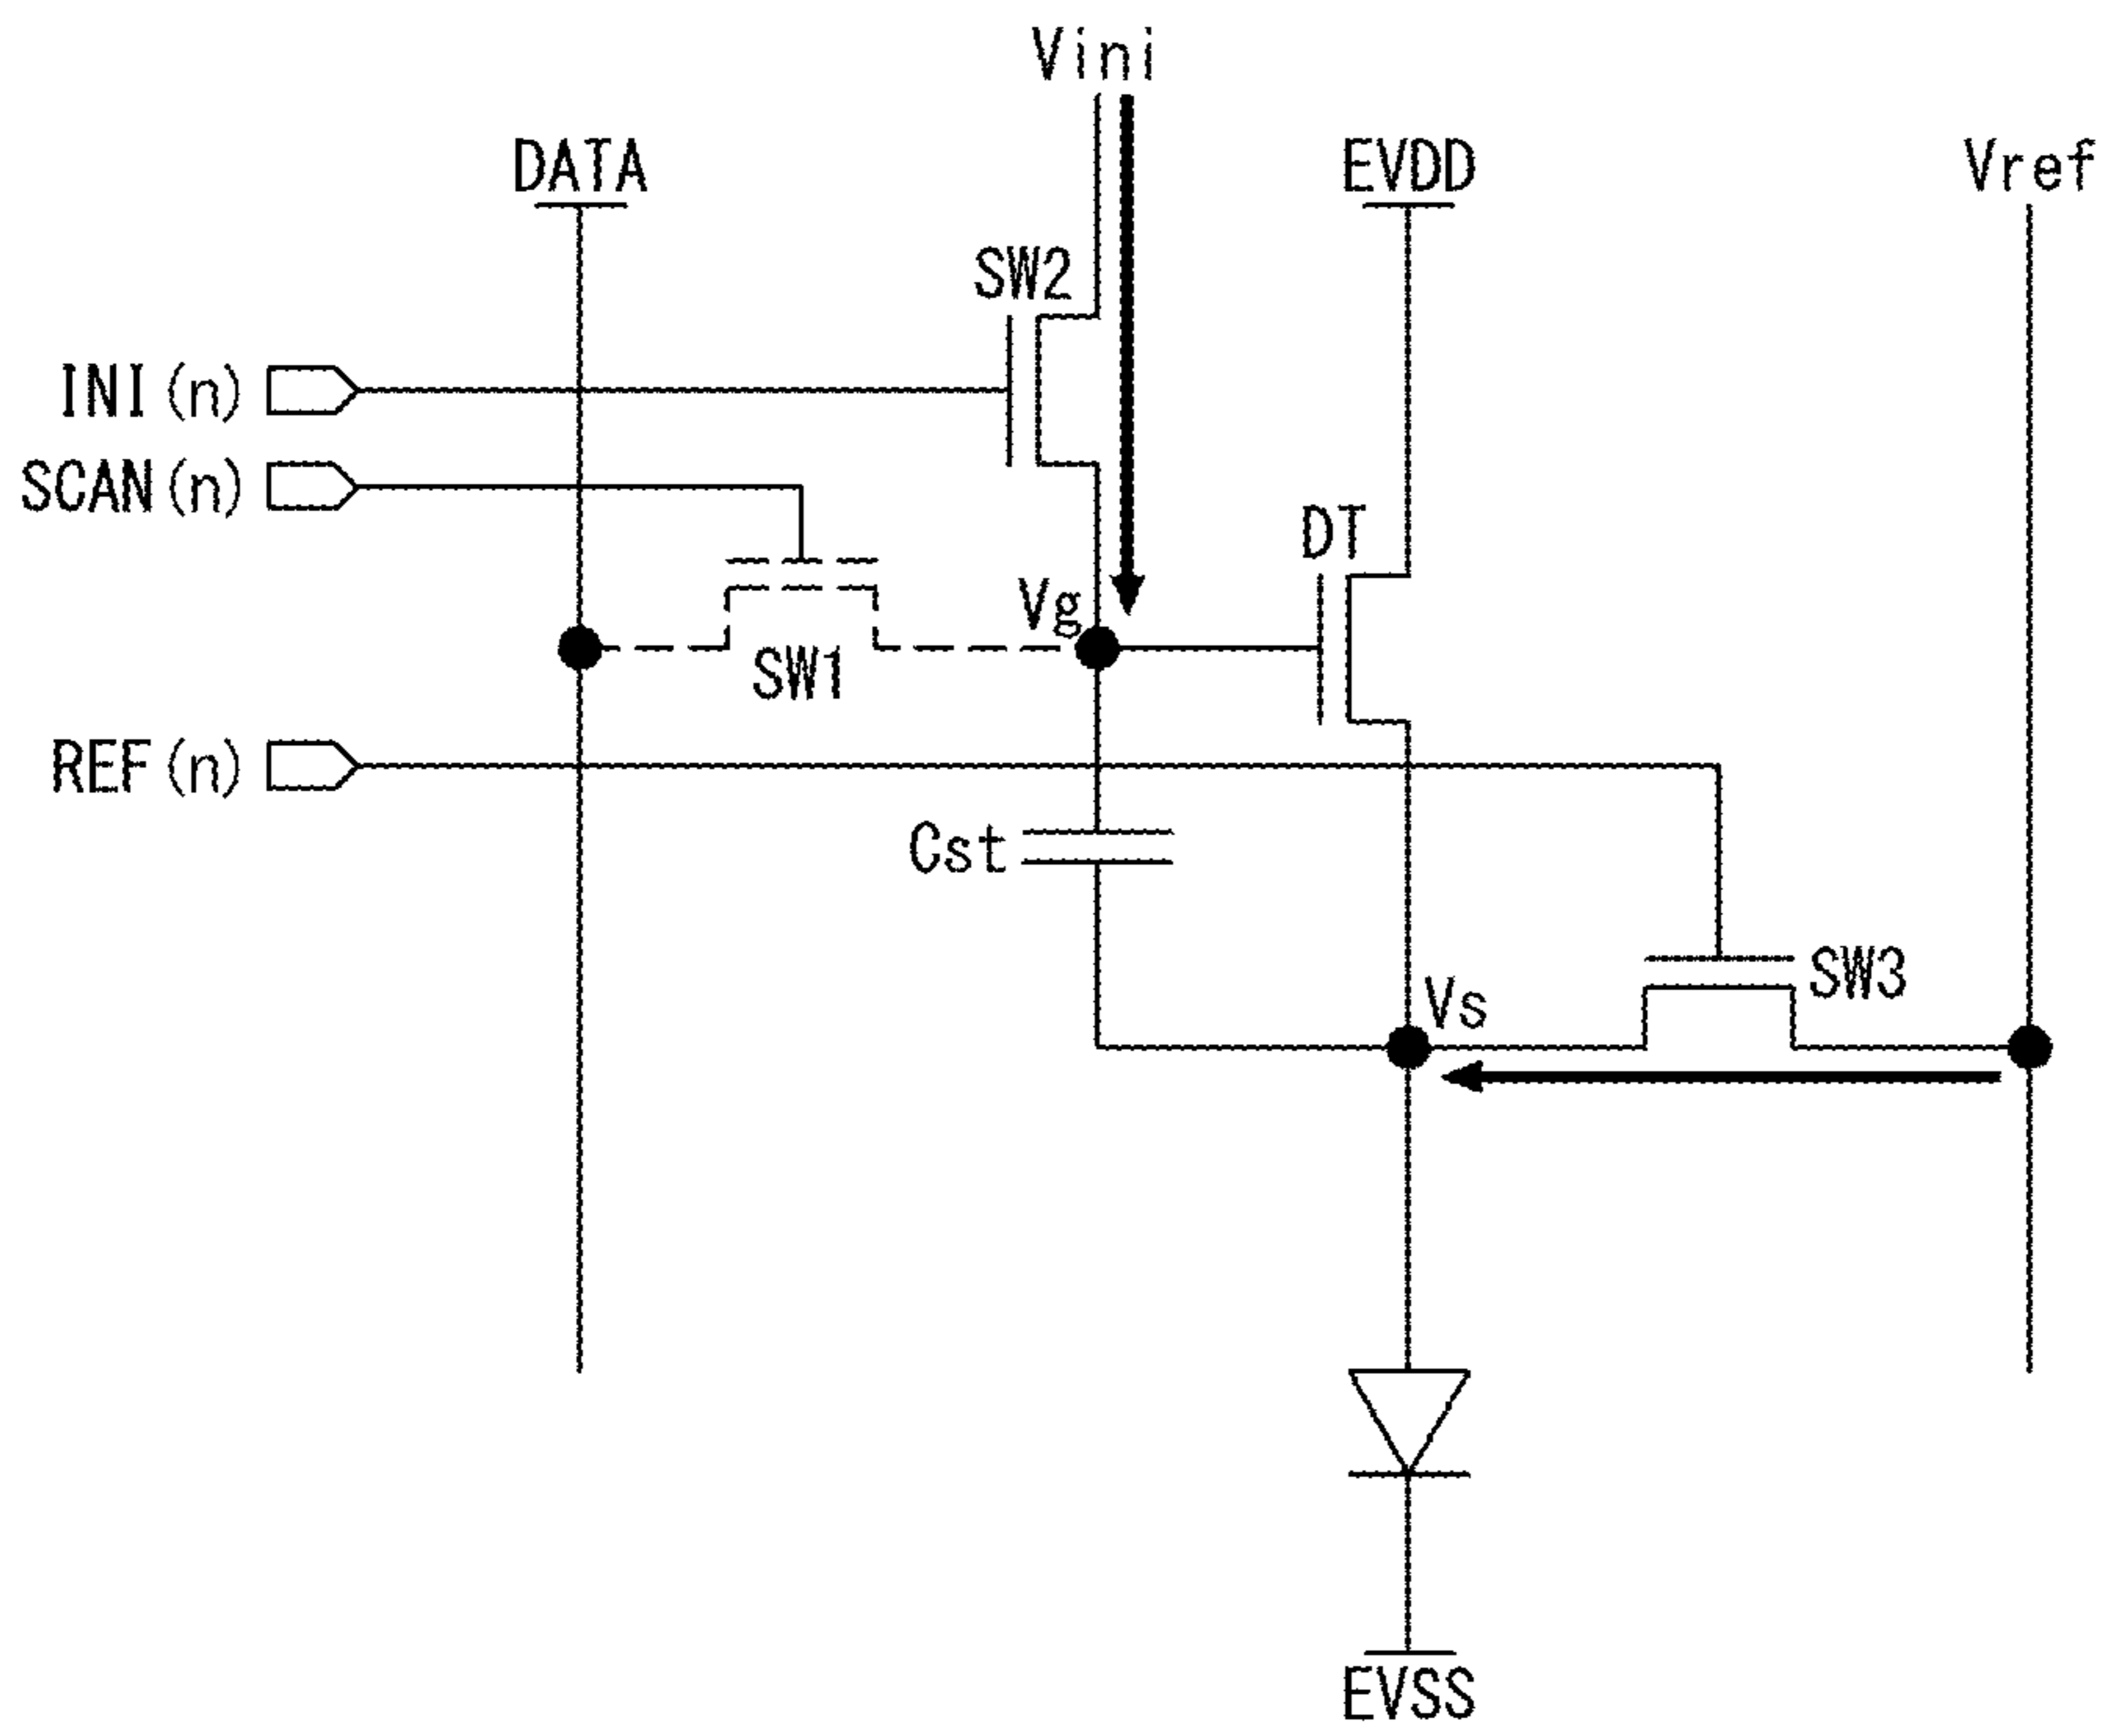 Vini
DATA
EVDD
Vref
SW2
INI(n)
SCAN(n)
DT
Vg
SW1
REF(n)
Cst
SW3
Vs
EVSS